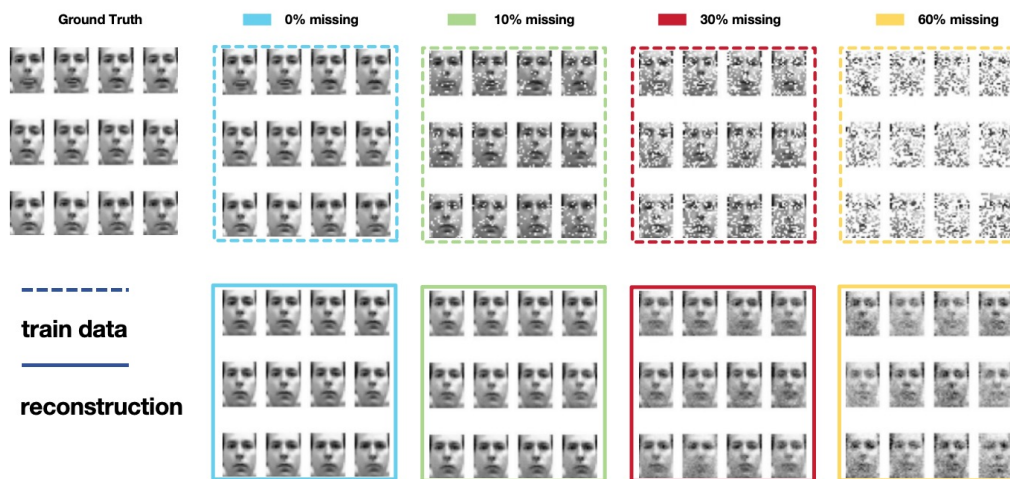 Ground Truth
0% missing
10% missing
30% missing
60% missing
train data
reconstruction